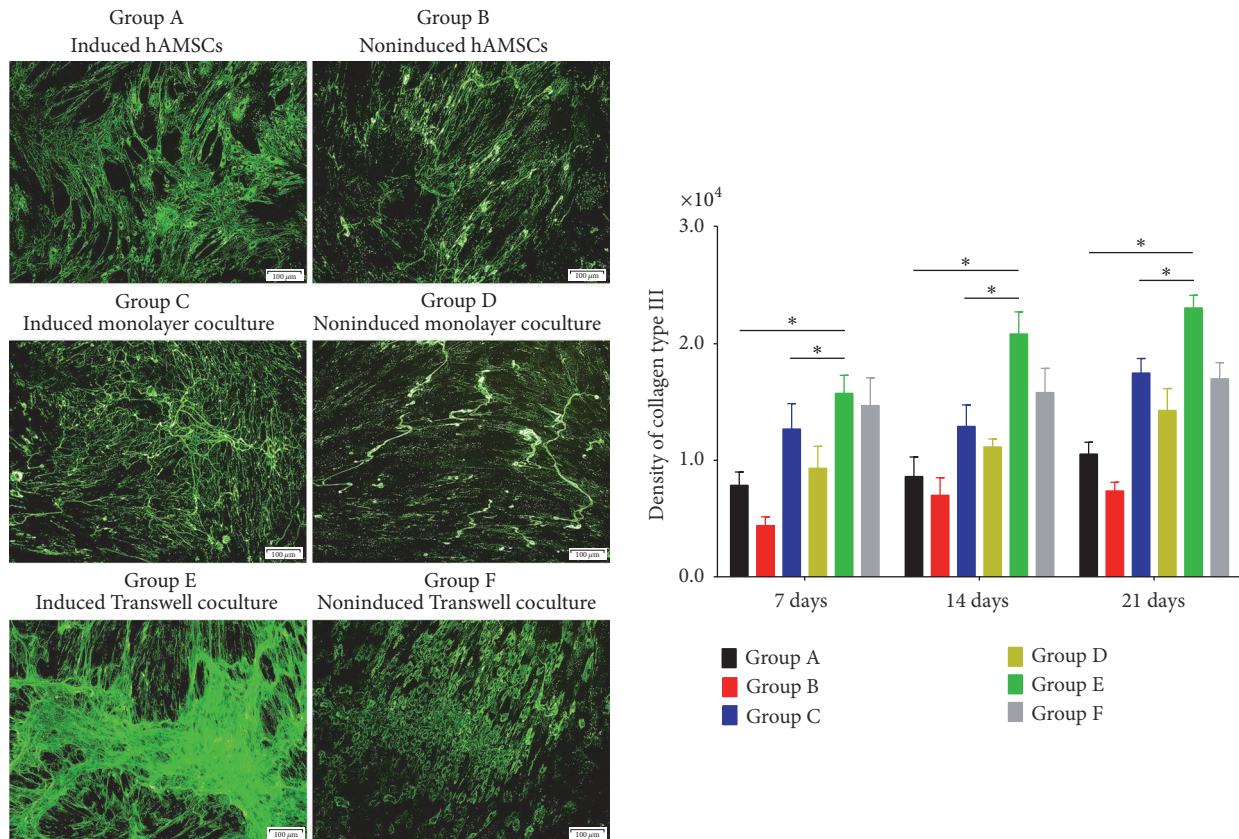 Group A
Induced hAMSCs
Group B
Noninduced hAMSCs
100 µm
100 µm
Group C
Induced monolayer coculture
Group D
Noninduced monolayer coculture
100 µm
100 µm
Group E
Induced Transwell coculture
Group F
Noninduced Transwell coculture
100 µm
100 µm
×10⁴
3.0
2.0
1.0
0.0
Density of collagen type III
*
*
*
*
*
*
7 days
14 days
21 days
Group A
Group B
Group C
Group D
Group E
Group F